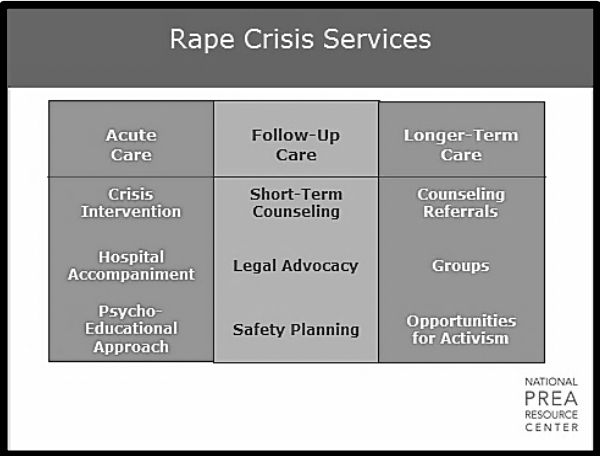 Rape Crisis Services
Acute
Care
Follow-Up
Care
Longer-Term
Care
Crisis
Intervention
Short-Term
Counseling
Counseling
Referrals
Hospital
Accompaniment
Legal Advocacy
Groups
Psycho-
Educational
Approach
Safety Planning
Opportunities
for Activism
NATIONAL
PREA
RESOURCE
CENTER